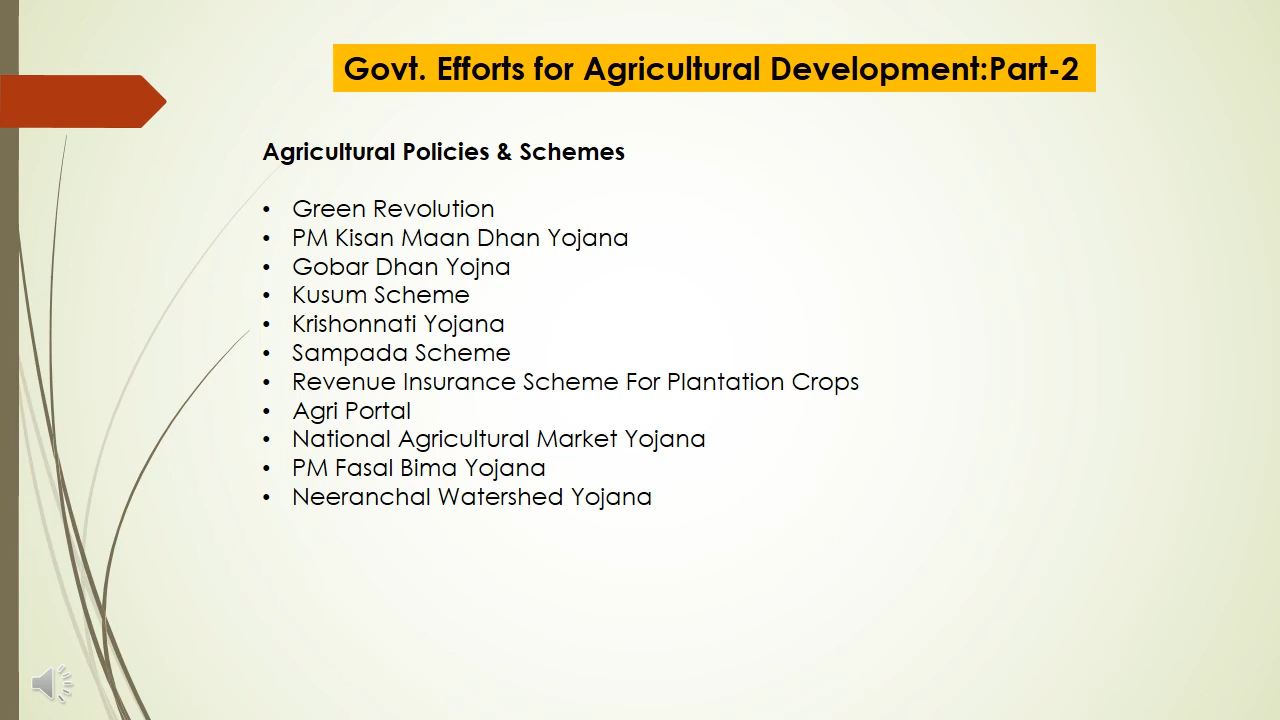 Govt. Efforts for Agricultural Development:Part-2
Agricultural Policies & Schemes
• Green Revolution
• PM Kisan Maan Dhan Yojana
• Gobar Dhan Yojna
• Kusum Scheme
• Krishonnati Yojana
• Sampada Scheme
• Revenue Insurance Scheme For Plantation Crops
• Agri Portal
• National Agricultural Market Yojana
• PM Fasal Bima Yojana
• Neeranchal Watershed Yojana